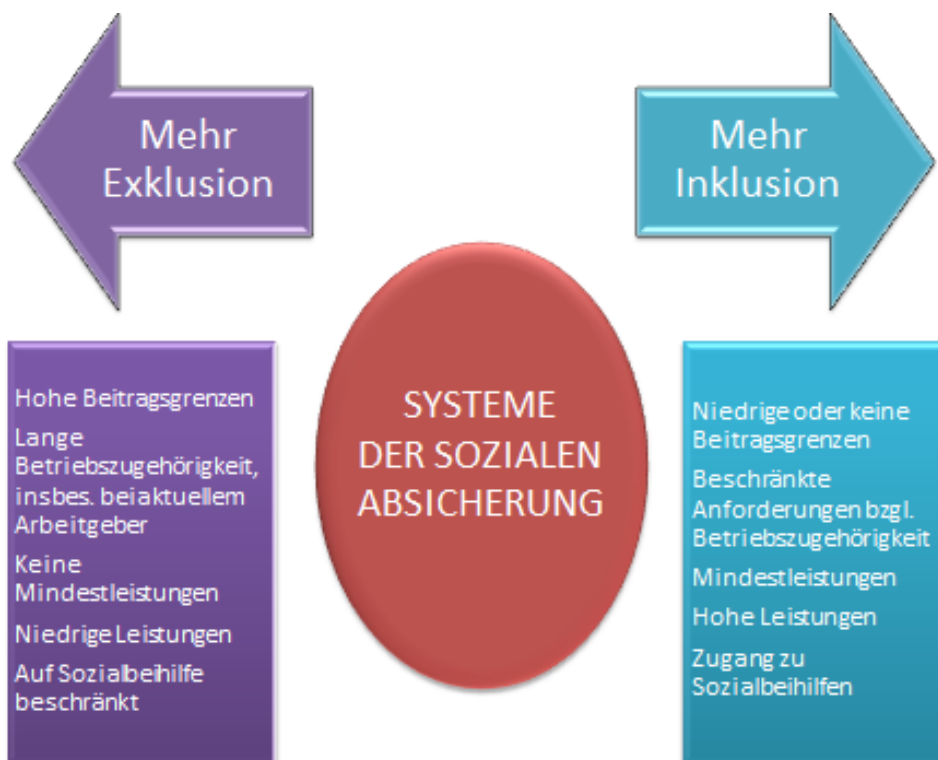 Mehr
Exklusion
Mehr
Inklusion
SYSTEME
DER SOZIALEN
ABSICHERUNG
Hohe Beitragsgrenzen
Lange
Betriebszugehörigkeit,
insbes. bei aktuellem
Arbeitgeber
Keine
Mindestleistungen
Niedrige Leistungen
Auf Sozialbeihilfe
beschränkt
Niedrige oder keine
Beitragsgrenzen
Beschränkte
Anforderungen bzgl.
Betriebszugehörigkeit
Mindestleistungen
Hohe Leistungen
Zugang zu
Sozialbeihilfen